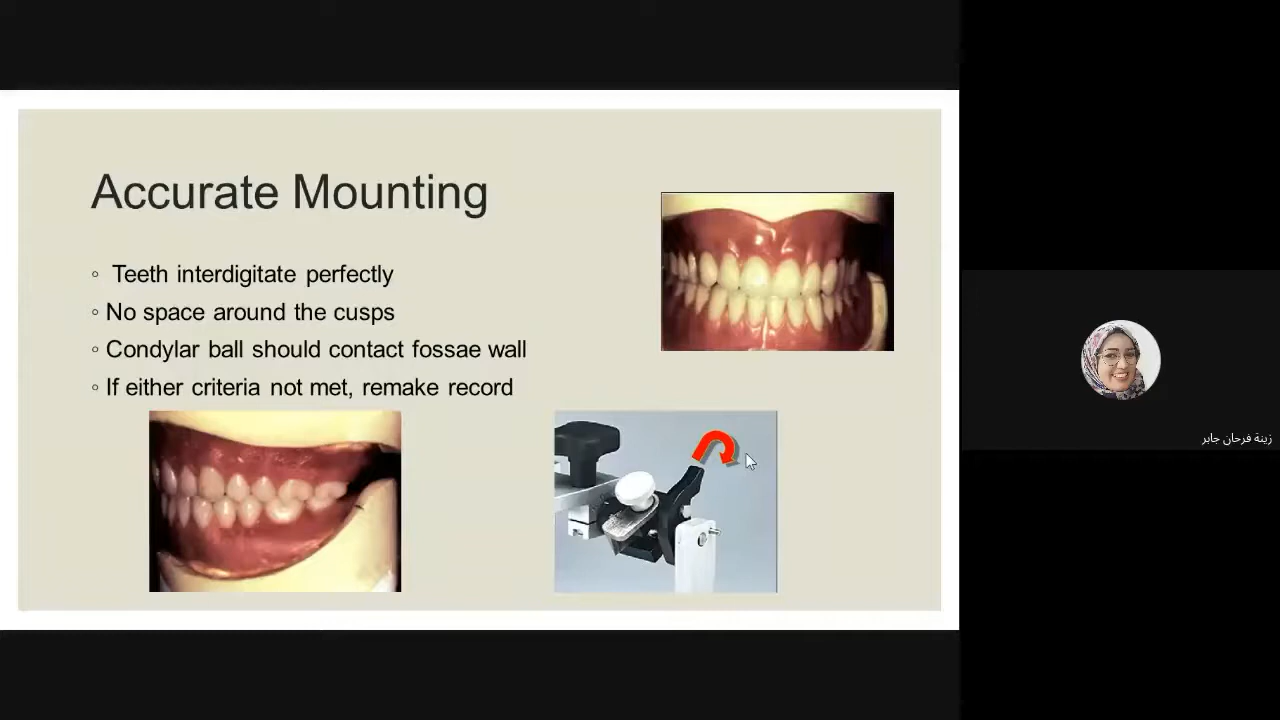 Accurate Mounting
◦ Teeth interdigitate perfectly
◦ No space around the cusps
◦ Condylar ball should contact fossae wall
◦ If either criteria not met, remake record
زينة فرحان جابر